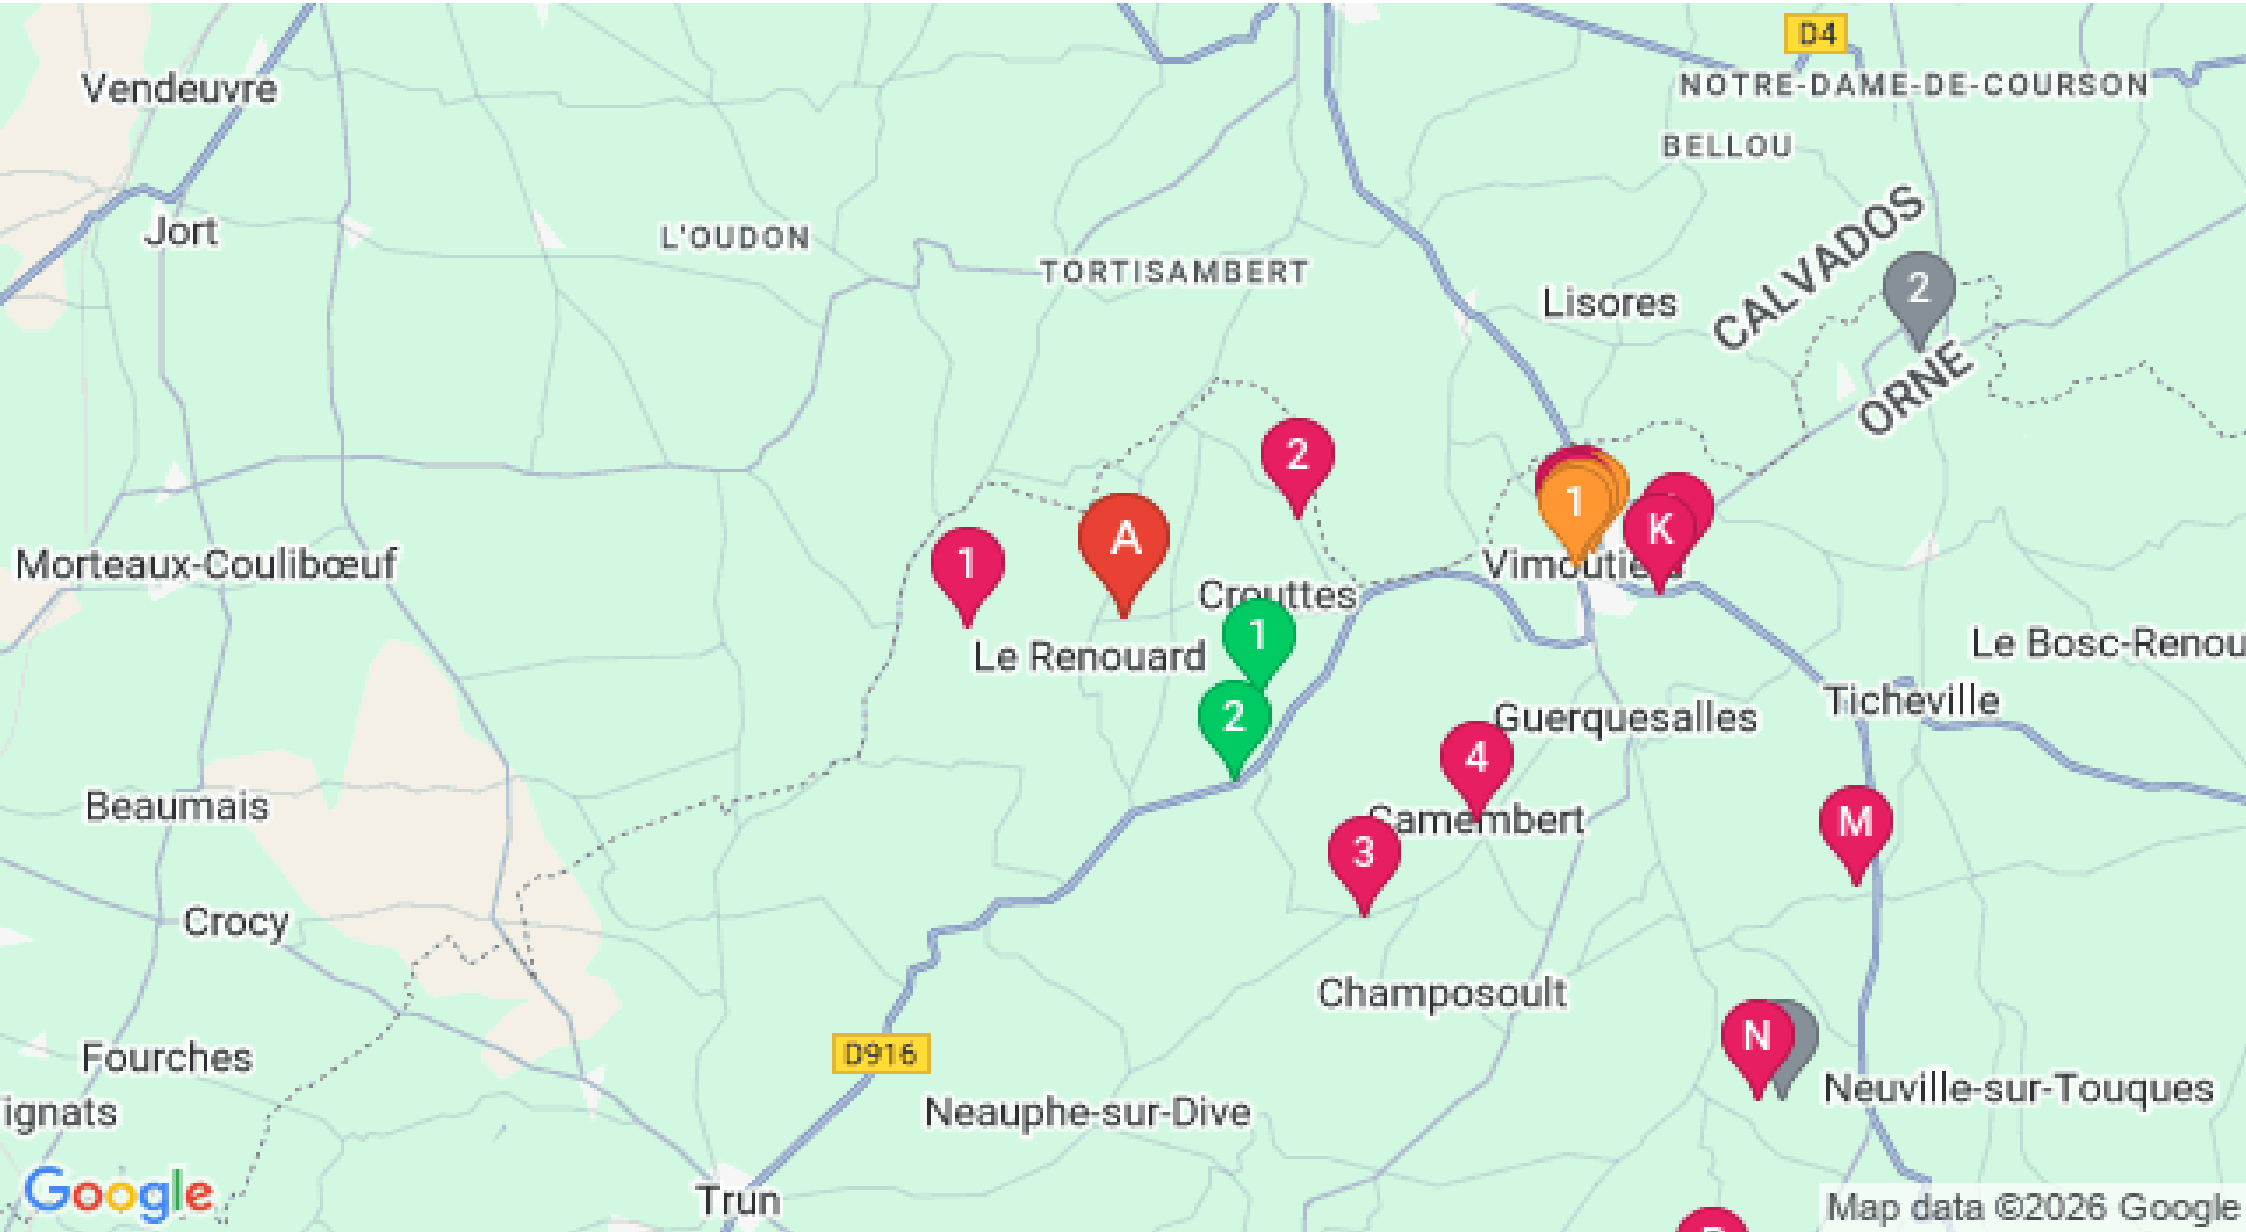 D4
Vendeuvre
NOTRE-DAME-DE-COURSON
BELLOU
Jort
L'OUDON
TORTISAMBERT
Lisores
CALVADOS
2
ORNE
2
1
A
1
K
Morteaux-Coulibœuf
Vimoutiers
Crouttes
1
Le Renouard
Le Bosc-Renou
2
Guerquesalles
Ticheville
4
Beaumais
Camembert
M
3
Crocy
Champosoult
N
Fourches
D916
Neuville-sur-Touques
ignats
Neauphe-sur-Dive
Trun
Google
Map data ©2026 Google